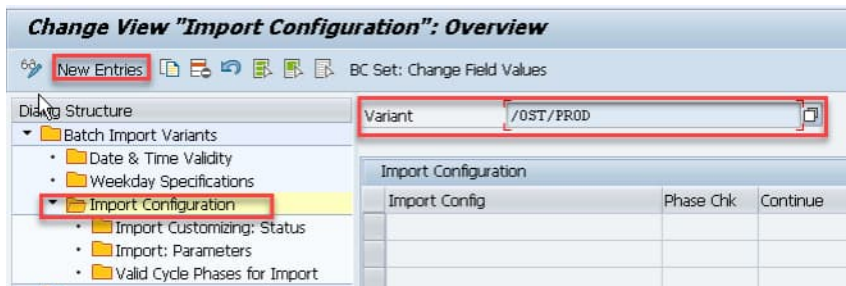 Change View "Import Configuration": Overview
New Entries BC Set: Change Field Values
Dialog Structure
Batch Import Variants
Date & Time Validity
Weekday Specifications
Import Configuration
Import Customizing: Status
Import: Parameters
Valid Cycle Phases for Import
Variant /OST/PROD
Import Configuration
Import Config Phase Chk Continue